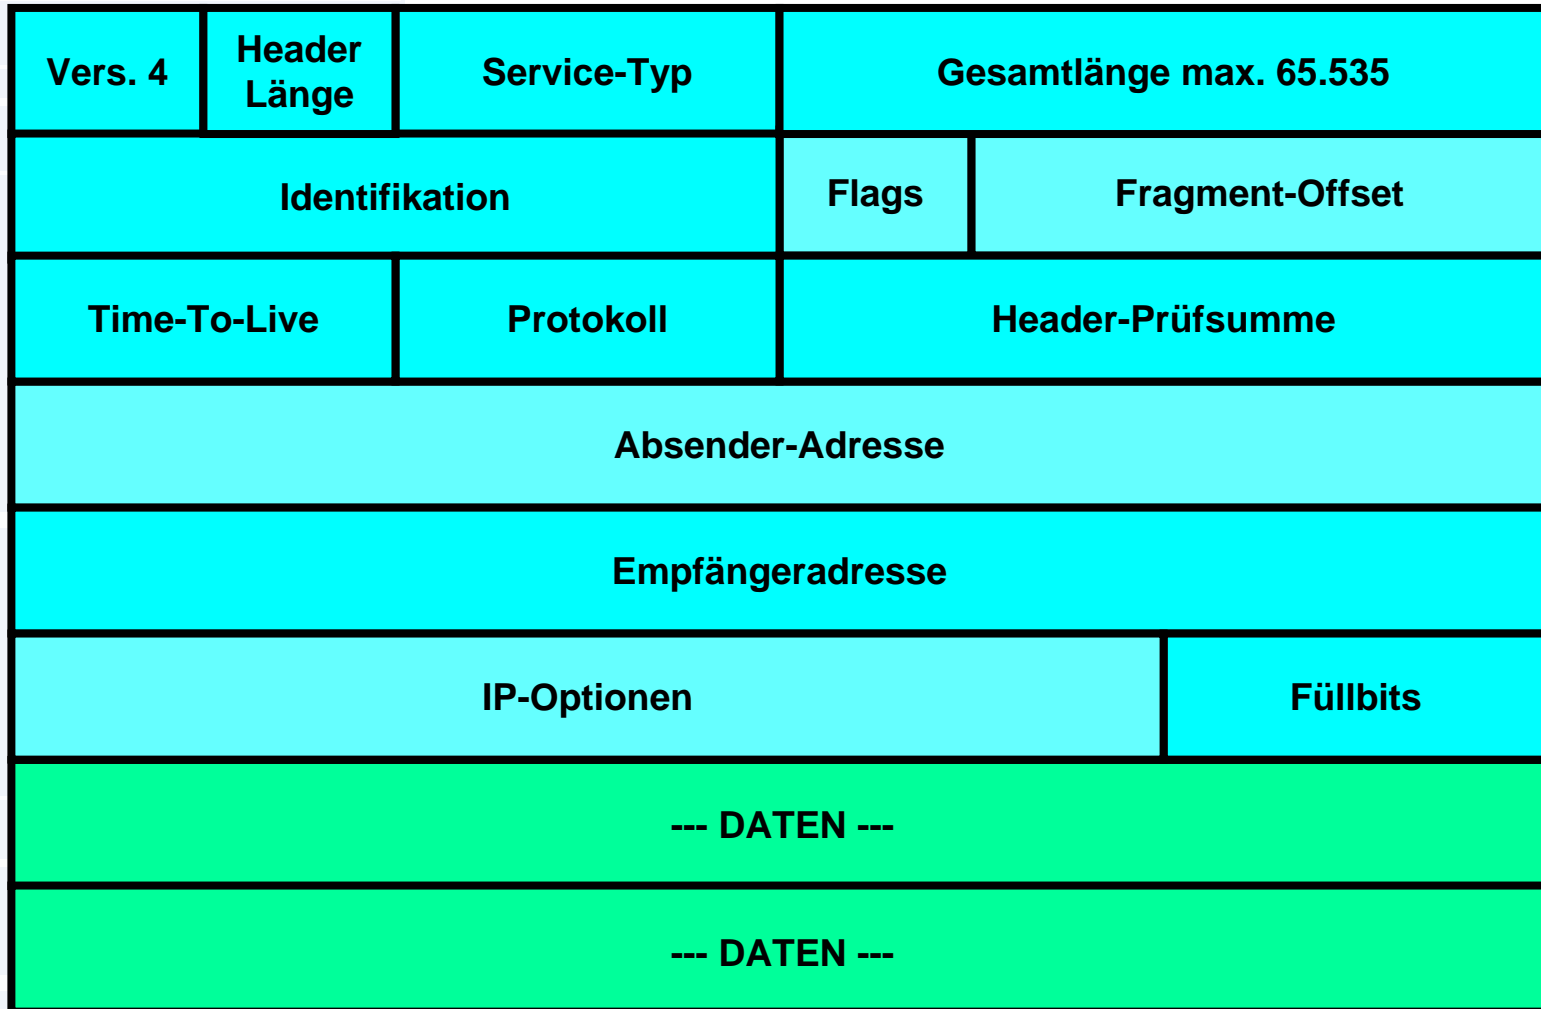 Vers. 4
Header
Länge
Service-Typ
Gesamtlänge max. 65.535
Identifikation
Flags
Fragment-Offset
Time-To-Live
Protokoll
Header-Prüfsumme
Absender-Adresse
Empfängeradresse
IP-Optionen
Füllbits
--- DATEN ---
--- DATEN ---